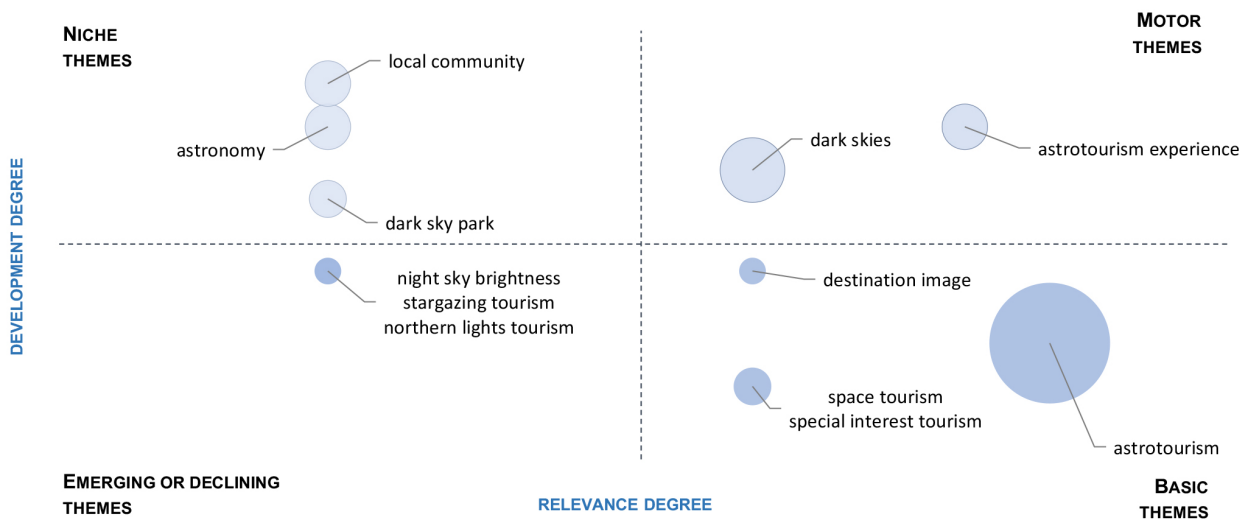 NICHE
THEMES
MOTOR
THEMES
local community
astronomy
dark skies
astrotourism experience
dark sky park
DEVELOPMENT DEGREE
night sky brightness
stargazing tourism
northern lights tourism
destination image
space tourism
special interest tourism
astrotourism
EMERGING OR DECLINING
THEMES
RELEVANCE DEGREE
BASIC
THEMES